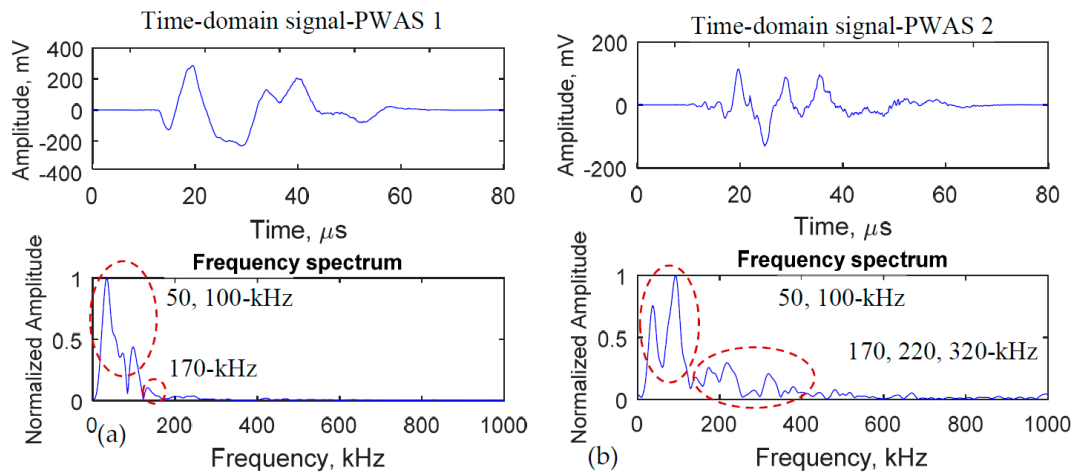 Time-domain signal-PWAS 1
Amplitude, mV
400
200
0
-200
-400
0 20 40 60 80
Time, μs
Frequency spectrum
Normalized Amplitude
1
0.5
0
50, 100-kHz
170-kHz
0 200 400 600 800 1000
(a)
Frequency, kHz
Time-domain signal-PWAS 2
Amplitude, mV
200
0
-200
0 20 40 60 80
Time, μs
Frequency spectrum
Normalized Amplitude
1
0.5
0
50, 100-kHz
170, 220, 320-kHz
0 200 400 600 800 1000
(b)
Frequency, kHz